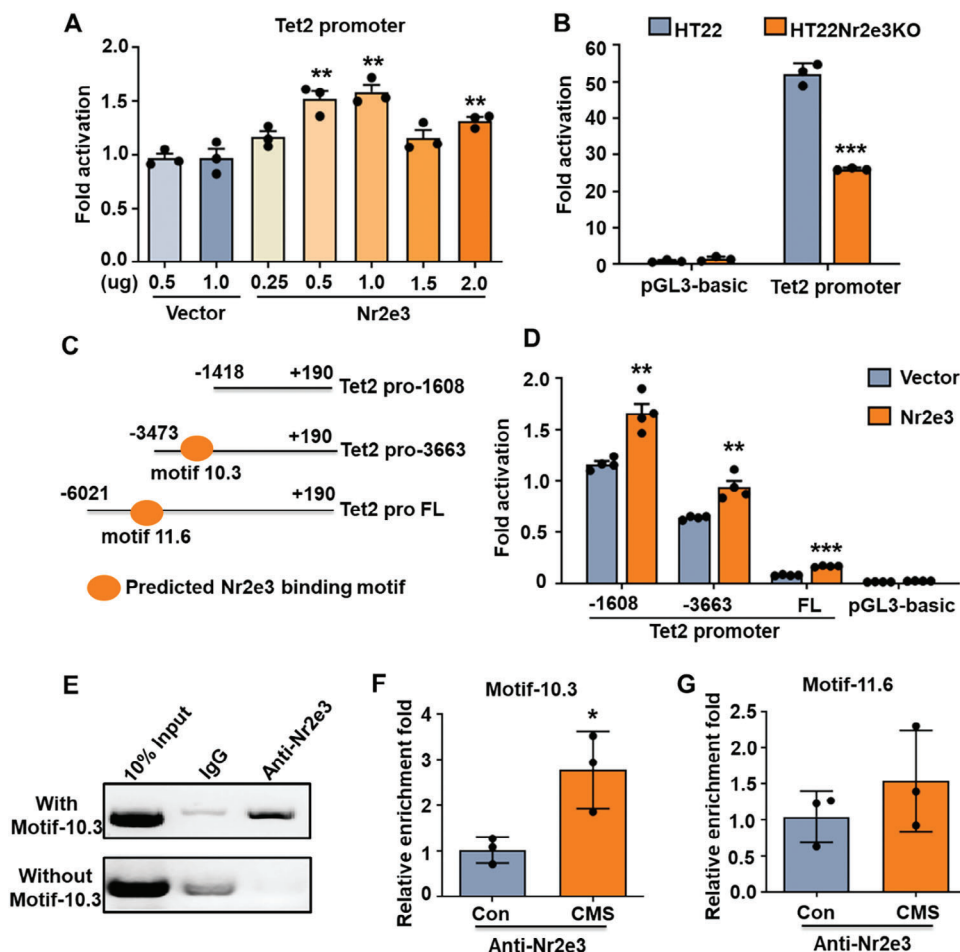 A
Tet2 promoter
Fold activation
2.0
1.5
1.0
0.5
0.0
** ** **
(ug) 0.5 1.0 0.25 0.5 1.0 1.5 2.0
Vector Nr2e3
B
HT22 HT22Nr2e3KO
Fold activation
60
50
40
30
20
10
0
***
pGL3-basic Tet2 promoter
C
-1418 +190 Tet2 pro-1608
-3473 +190 Tet2 pro-3663
motif 10.3
-6021 +190 Tet2 pro FL
motif 11.6
Predicted Nr2e3 binding motif
D
Vector
Nr2e3
Fold activation
2.0
1.5
1.0
0.5
0
** ** ***
-1608 -3663 FL pGL3-basic
Tet2 promoter
E
10% Input IgG Anti-Nr2e3
With
Motif-10.3
Without
Motif-10.3
F
Motif-10.3
Relative enrichment fold
4
3
2
1
0
*
Con CMS
Anti-Nr2e3
G
Motif-11.6
Relative enrichment fold
2.5
2.0
1.5
1.0
0.5
0.0
Con CMS
Anti-Nr2e3